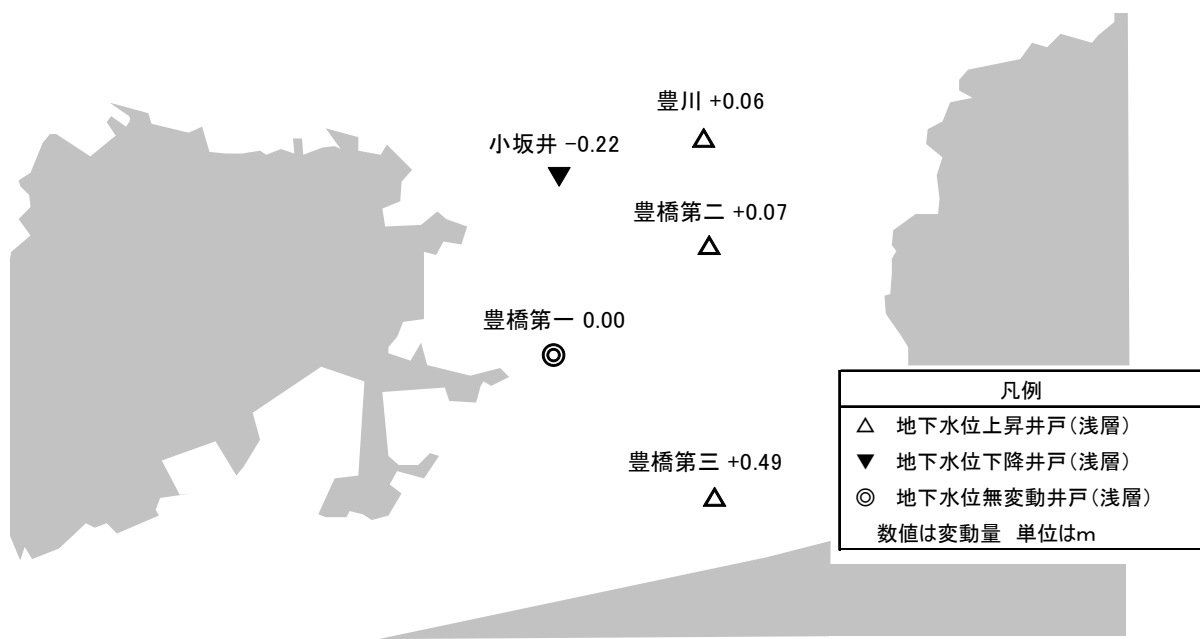 豊川 +0.06
小坂井 -0.22
豊橋第二 +0.07
豊橋第一 0.00
豊橋第三 +0.49
凡例
△ 地下水位上昇井戸(浅層)
▼ 地下水位下降井戸(浅層)
◎ 地下水位無変動井戸(浅層)
数値は変動量 単位はm